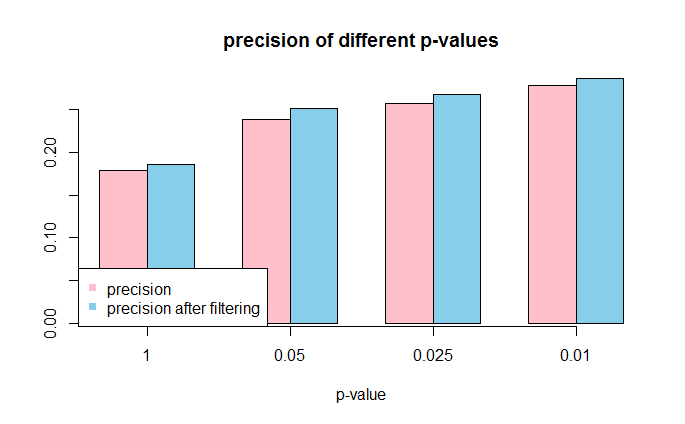 precision of different p-values
0.20
0.10
0.00
precision
precision after filtering
1 0.05 0.025 0.01
p-value